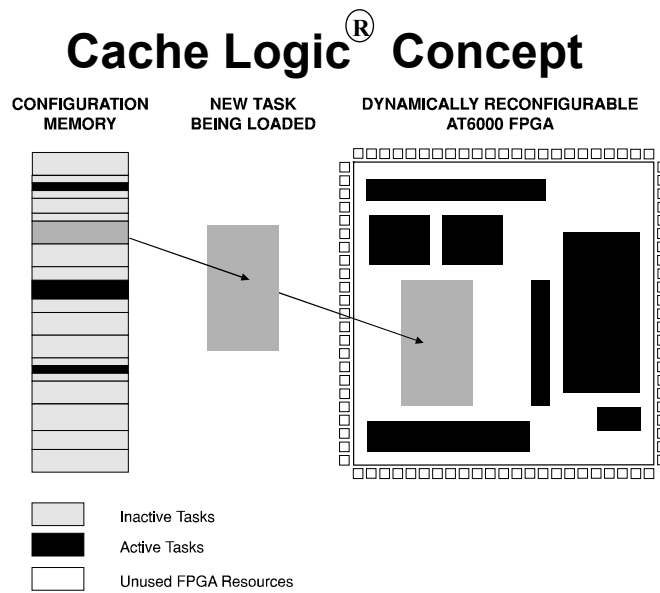 Cache Logic® Concept
CONFIGURATION MEMORY
NEW TASK BEING LOADED
DYNAMICALLY RECONFIGURABLE AT6000 FPGA
Inactive Tasks
Active Tasks
Unused FPGA Resources